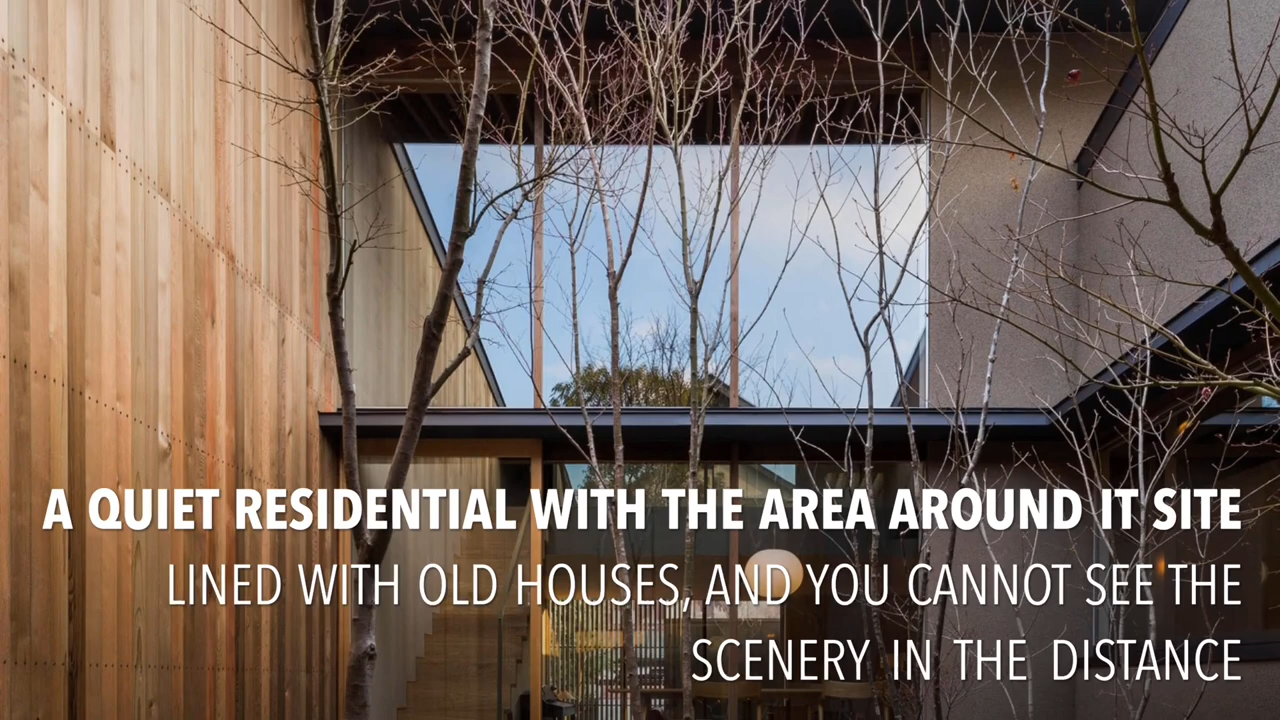 A QUIET RESIDENTIAL WITH THE AREA AROUND IT SITE
LINED WITH OLD HOUSES, AND YOU CANNOT SEE THE
SCENERY IN THE DISTANCE